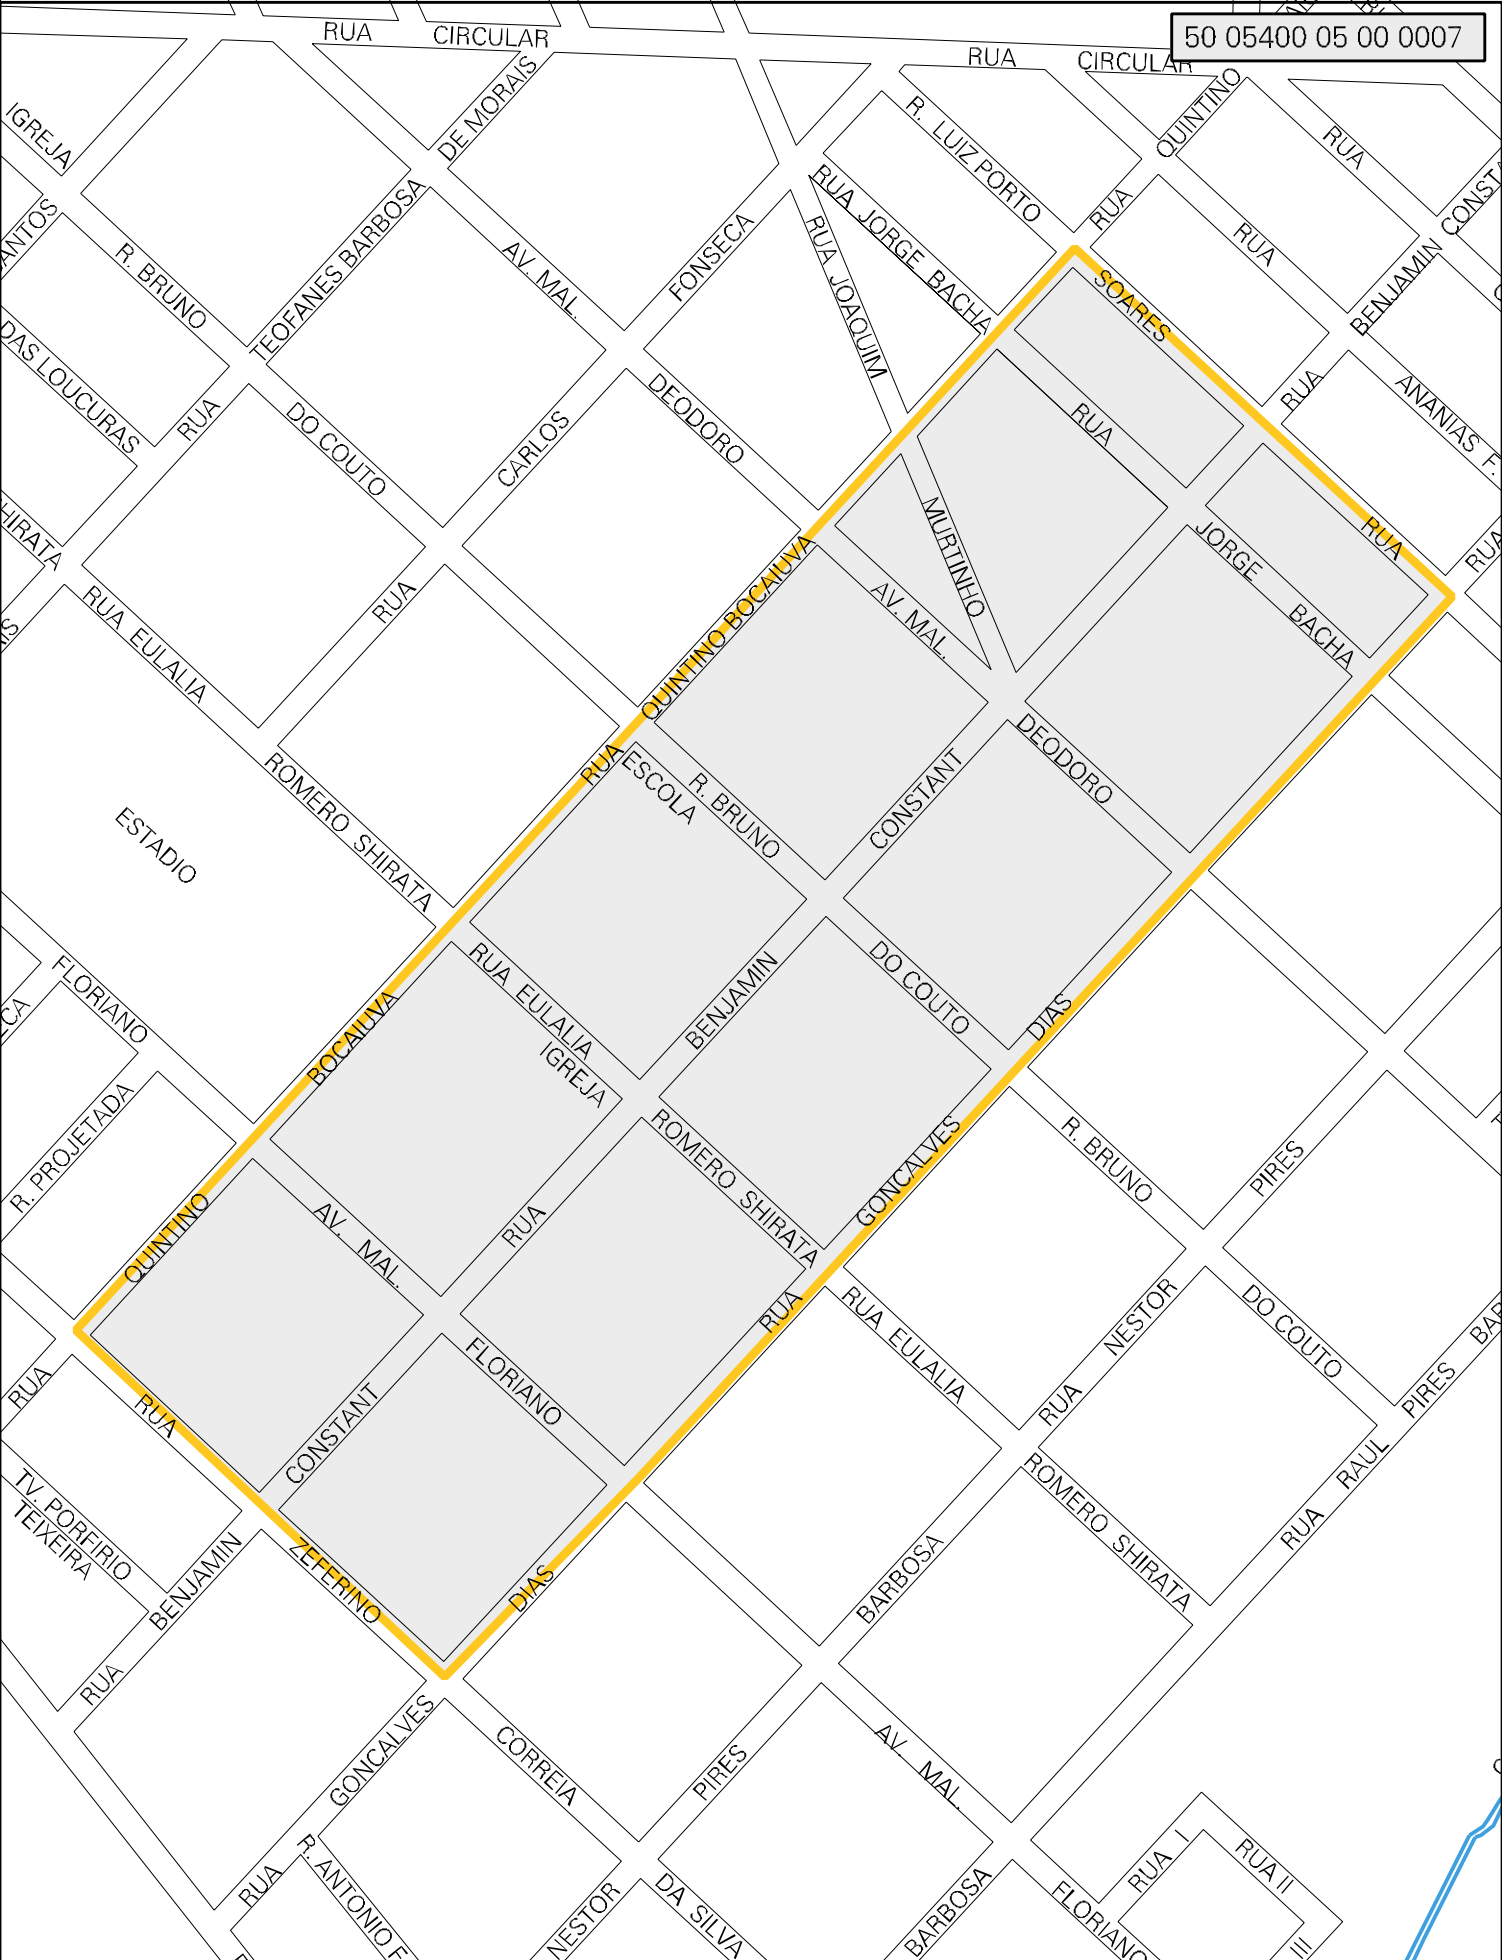 50 05400 05 00 0007
RUA CIRCULAR
RUA CIRCULAR
IGREJA
DE MORAIS
R. LUIZ PORTO
QUINTINO
RUA
RUA
RUA
RUA JORGE BACHA
TEOFANES BARBOSA
R. BRUNO
AV. MAL.
FONSECA
RUA JOAQUIM
BENJAMIN
SOARES
DAS LOUCURAS
RUA
DO COUTO
CARLOS
DEODORO
RUA
RUA
ANANIAS F.
MURTINHO
RUA
JORGE BACHA
RUA
RUA EULALIA
RUA
QUINTINO BOCAIUVA
AV. MAL.
RUA
ESCOLA
R. BRUNO
CONSTANT
DEODORO
ROMERO SHIRATA
ESTADIO
FLORIANO
RUA EULALIA
IGREJA
BENJAMIN
DO COUTO
DIAS
BOCAIUVA
R. PROJETADA
QUINTINO
AV. MAL.
RUA
ROMERO SHIRATA
GONCALVES
R. BRUNO
PIRES
RUA
RUA
CONSTANT
FLORIANO
RUA
RUA EULALIA
NESTOR
DO COUTO
RUA
PIRES
RAUL
RUA
TV. PORFIRIO
TEIXEIRA
BENJAMIN
ZEFERINO
DIAS
BARBOSA
ROMERO SHIRATA
RUA
GONCALVES
CORREIA
PIRES
AV. MAL.
RUA
R. ANTONIO F.
NESTOR
DA SILVA
BARBOSA
FLORIANO
RUA I
RUA II
III